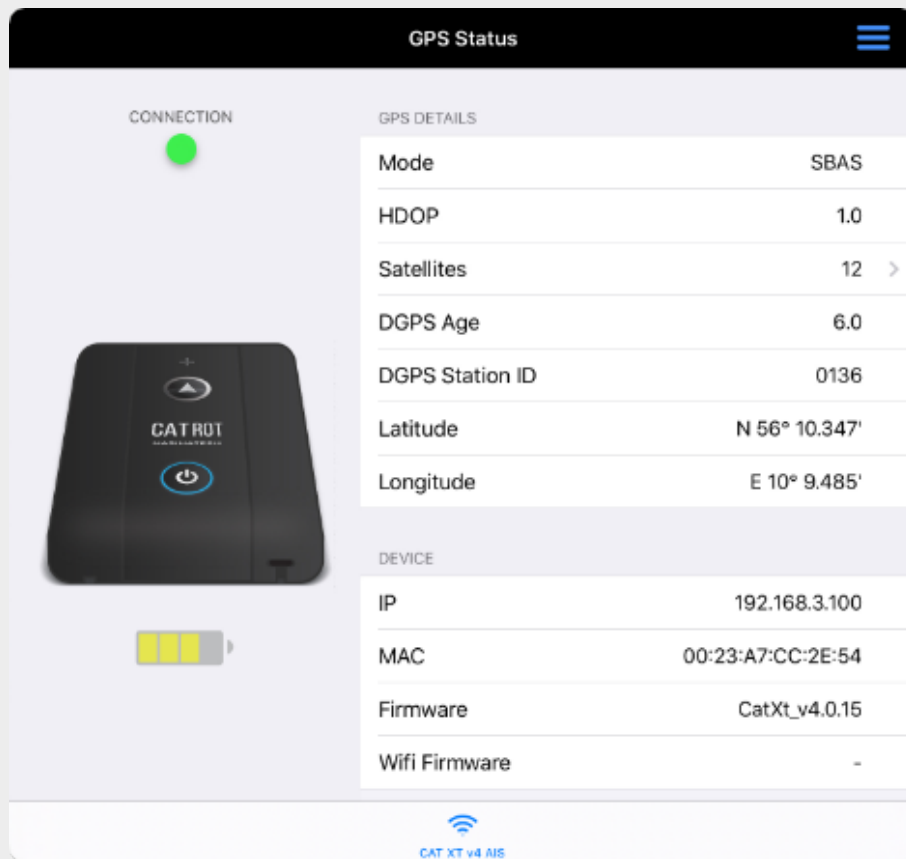 GPS Status
CONNECTION
GPS DETAILS
Mode SBAS
HDOP 1.0
Satellites 12
DGPS Age 6.0
DGPS Station ID 0136
Latitude N 56° 10.347'
Longitude E 10° 9.485'
CAT ROT
DEVICE
IP 192.168.3.100
MAC 00:23:A7:CC:2E:54
Firmware CatXt_v4.0.15
Wifi Firmware -
CAT XT v4 AIS